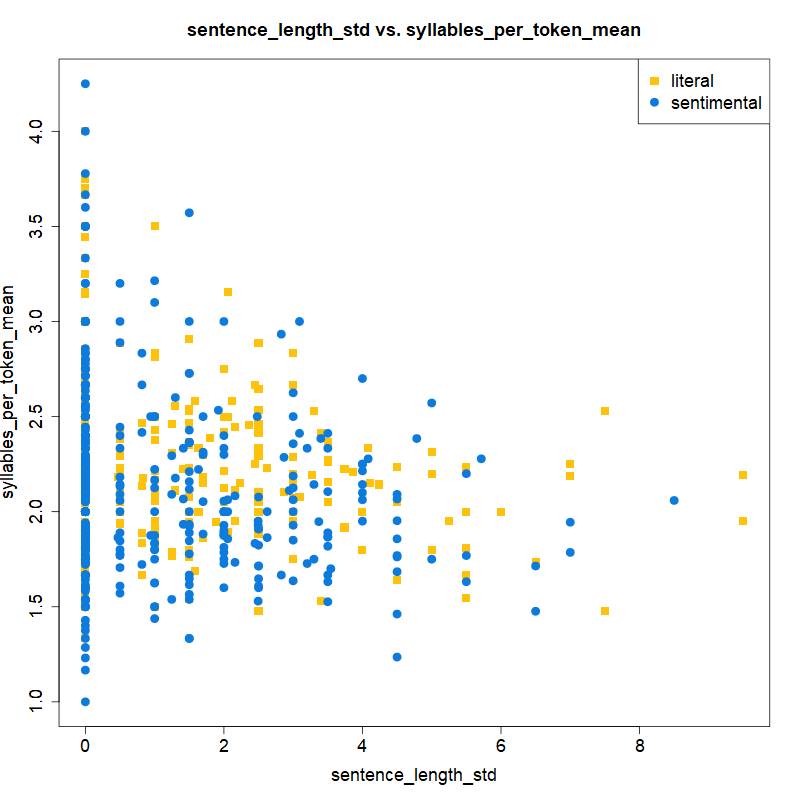 sentence_length_std vs. syllables_per_token_mean
literal
sentimental
syllables_per_token_mean
4.0
3.5
3.0
2.5
2.0
1.5
1.0
0 2 4 6 8
sentence_length_std